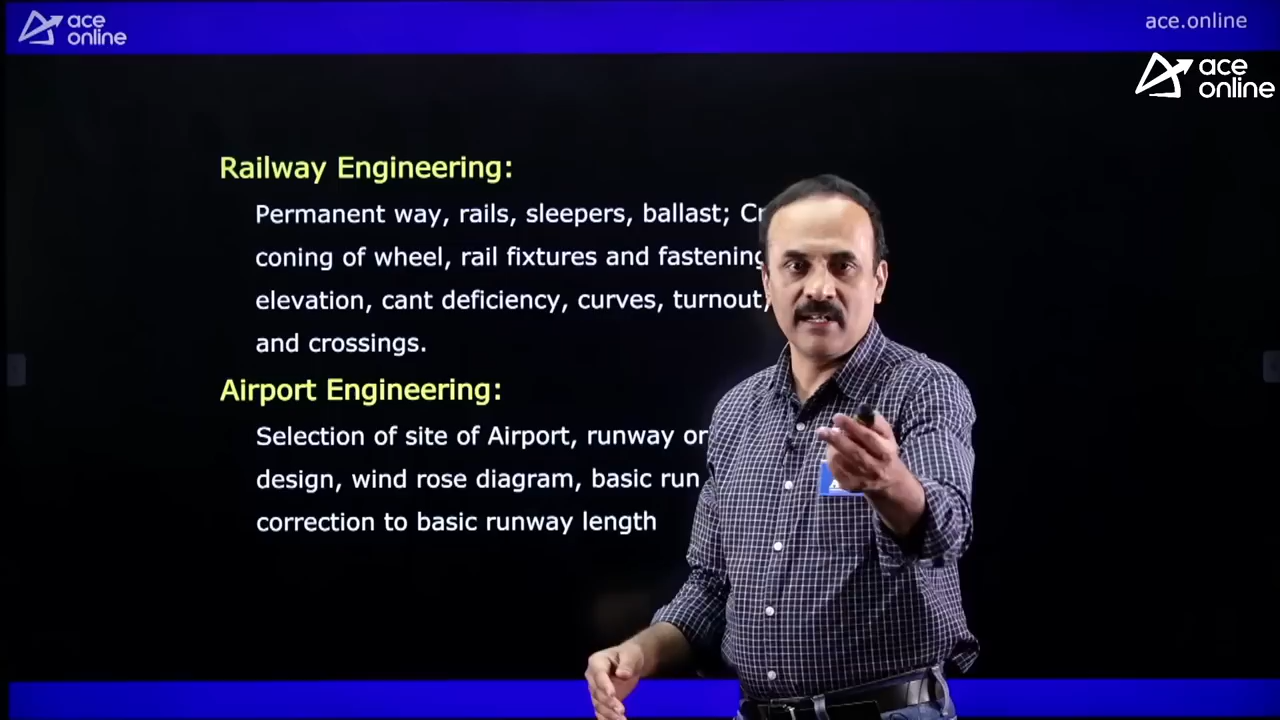 ace
online
ace.online
ace
online
Railway Engineering:
Permanent way, rails, sleepers, ballast;
coning of wheel, rail fixtures and fastening
elevation, cant deficiency, curves, turnout,
and crossings.
Airport Engineering:
Selection of site of Airport, runway
design, wind rose diagram, basic run
correction to basic runway length